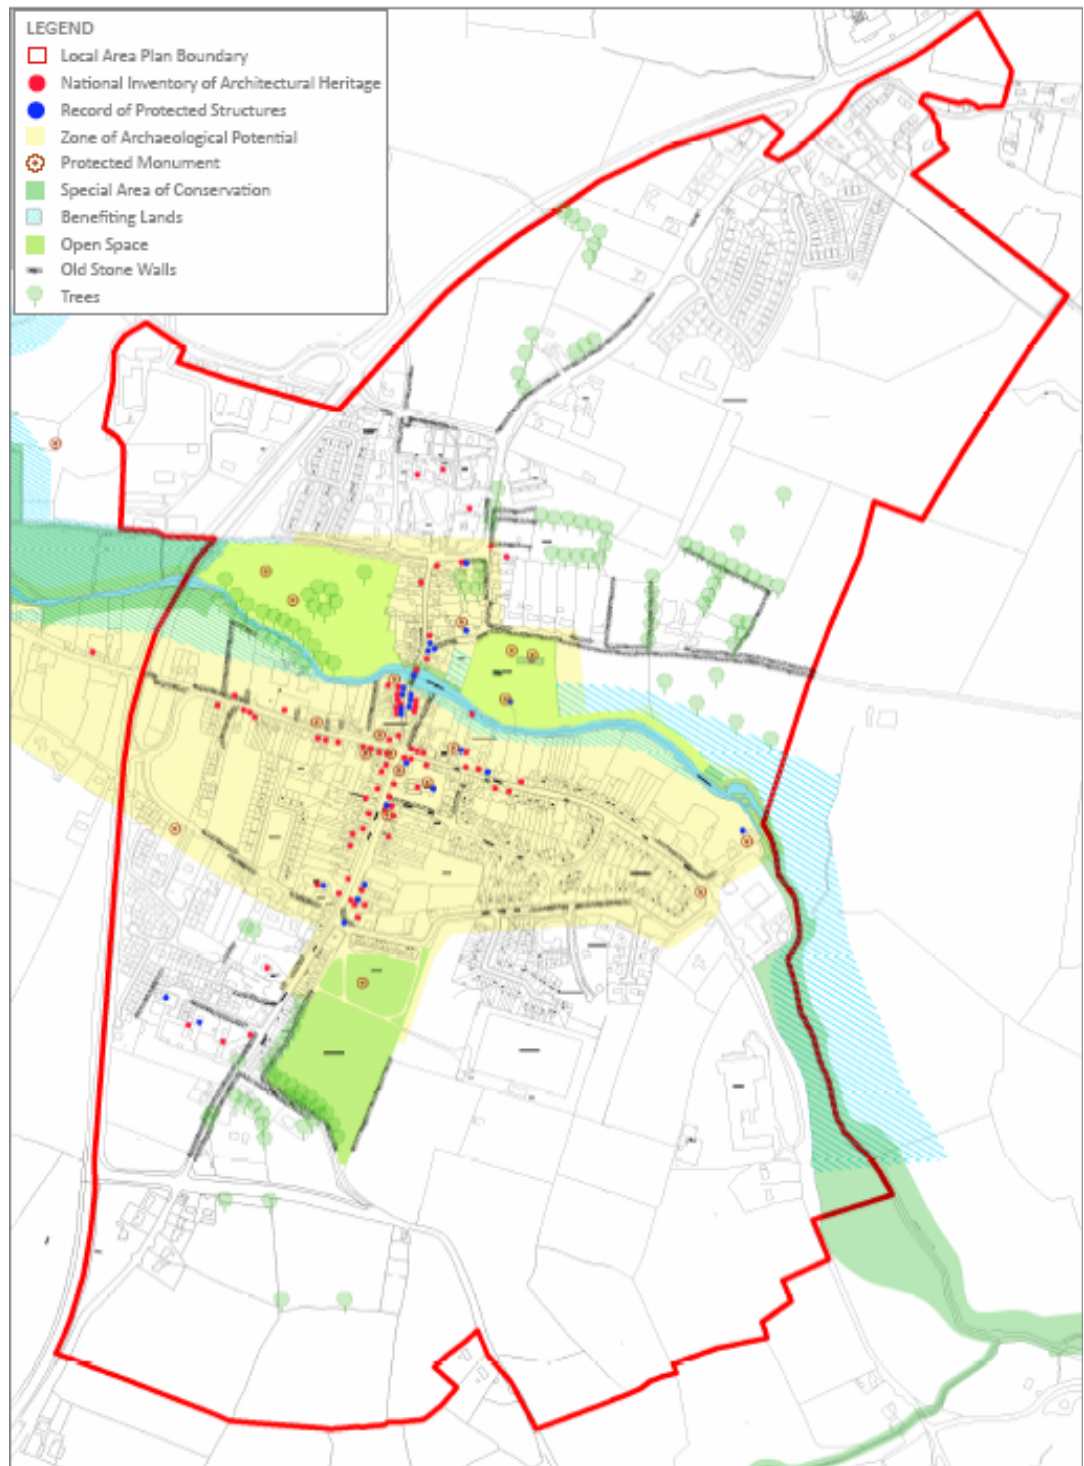 LEGEND
Local Area Plan Boundary
National Inventory of Architectural Heritage
Record of Protected Structures
Zone of Archaeological Potential
Protected Monument
Special Area of Conservation
Benefiting Lands
Open Space
Old Stone Walls
Trees